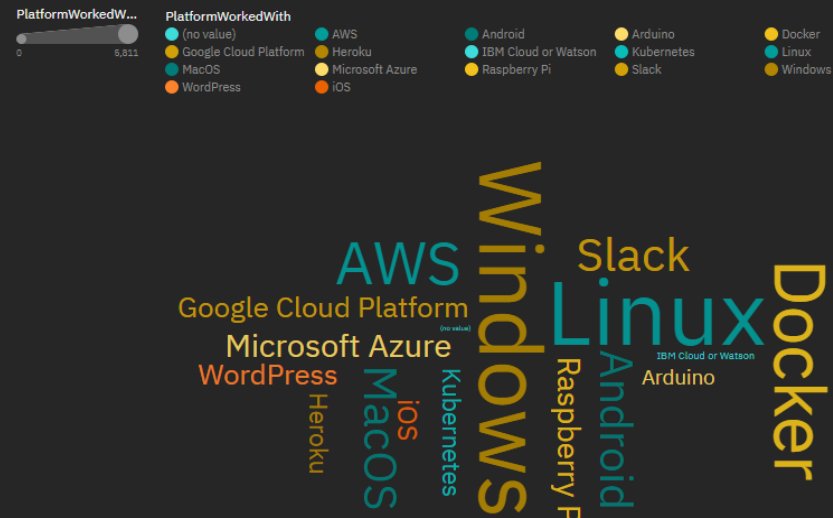 PlatformWorkedW...
0
6,811
PlatformWorkedWith
(no value) AWS Android Arduino Docker
Google Cloud Platform Heroku IBM Cloud or Watson Kubernetes Linux
MacOS Microsoft Azure Raspberry Pi Slack Windows
WordPress iOS
Windows
AWS
Slack
Docker
Linux
Google Cloud Platform
(no value)
Microsoft Azure
IBM Cloud or Watson
Android
Raspberry P
WordPress
MacOS
Kubernetes
Arduino
Heroku
iOS